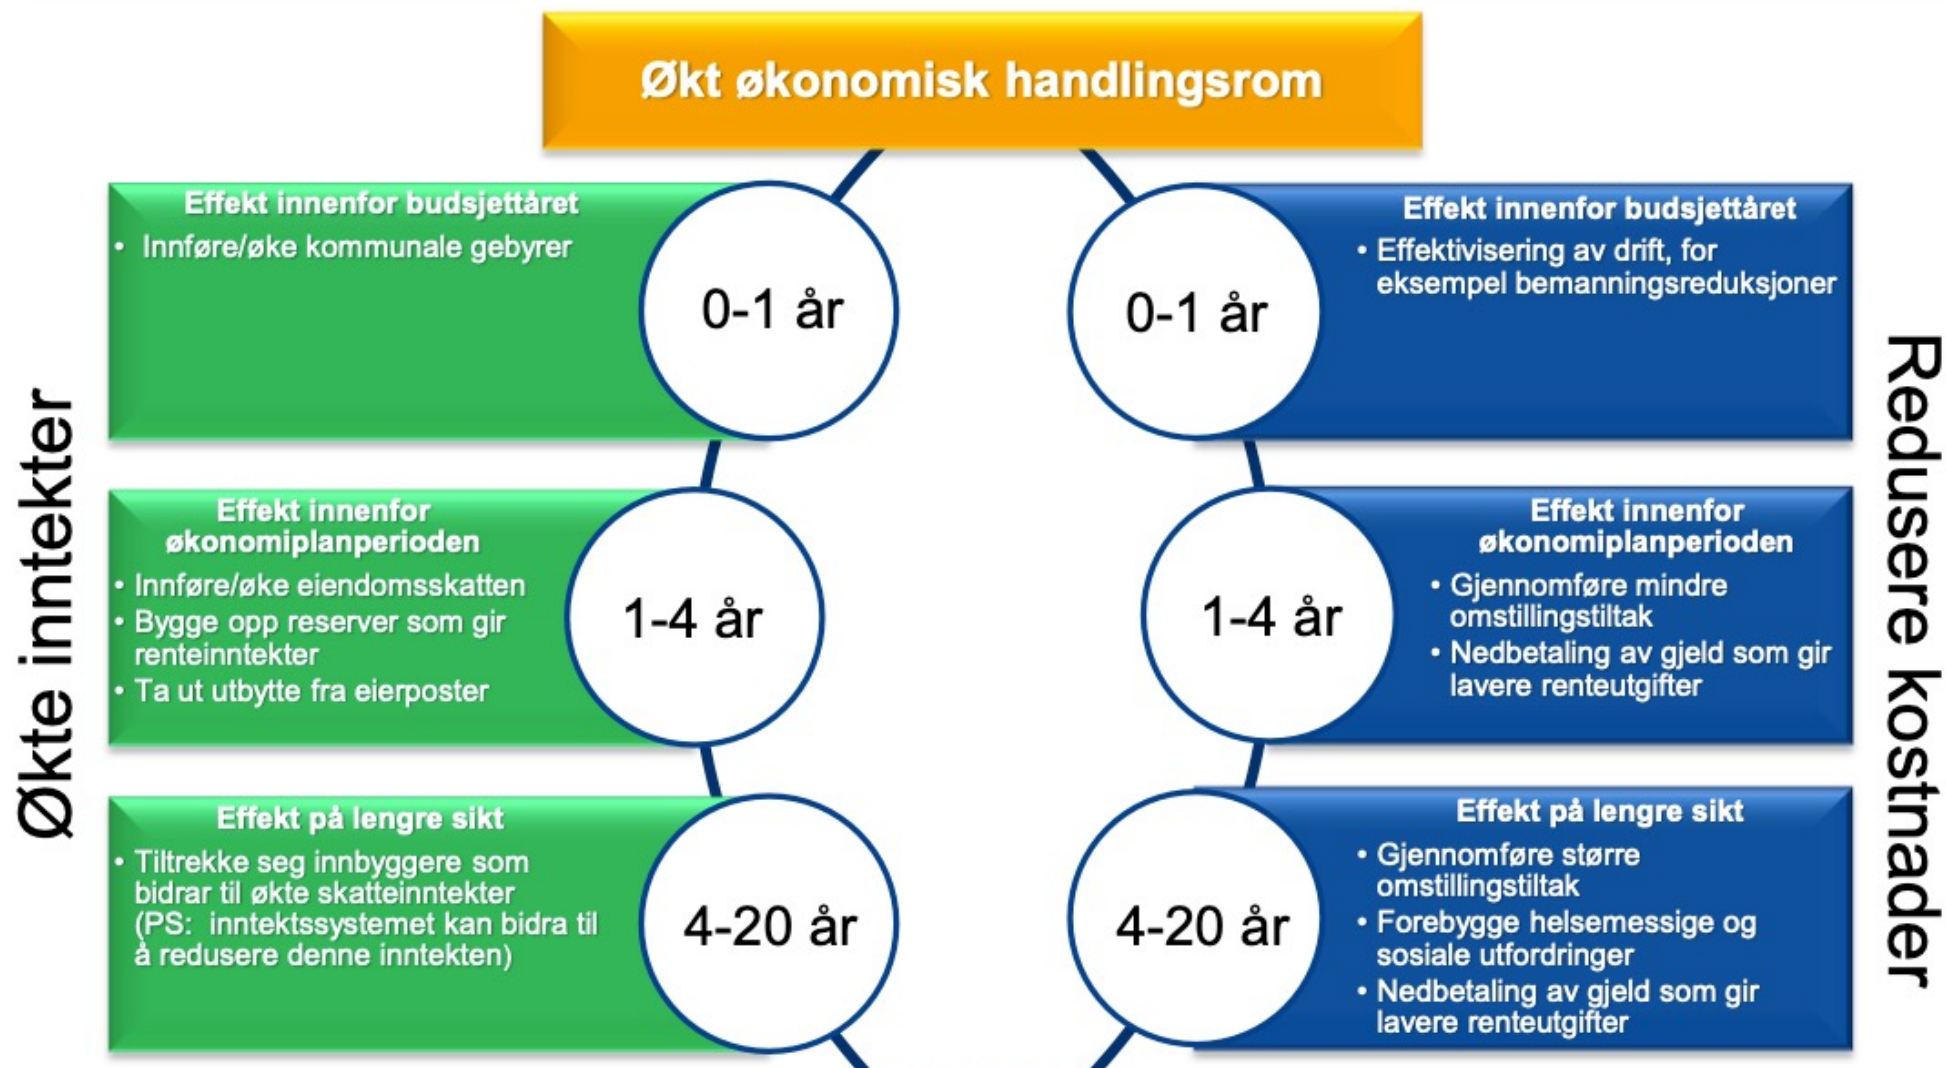 Økt økonomisk handlingsrom
Økte inntekter
Effekt innenfor budsjettåret
• Innføre/øke kommunale gebyrer
0-1 år
Effekt innenfor
økonomiplanperioden
• Innføre/øke eiendomsskatten
• Bygge opp reserver som gir
renteinntekter
• Ta ut utbytte fra eierposter
1-4 år
Effekt på lengre sikt
• Tiltrekke seg innbyggere som
bidrar til økte skatteinntekter
(PS: inntektssystemet kan bidra til
å redusere denne inntekten)
4-20 år
Redusere kostnader
0-1 år
Effekt innenfor budsjettåret
• Effektivisering av drift, for
eksempel bemanningsreduksjoner
1-4 år
Effekt innenfor
økonomiplanperioden
• Gjennomføre mindre
omstillingstiltak
• Nedbetaling av gjeld som gir
lavere renteutgifter
4-20 år
Effekt på lengre sikt
• Gjennomføre større
omstillingstiltak
• Forebygge helsemessige og
sosiale utfordringer
• Nedbetaling av gjeld som gir
lavere renteutgifter